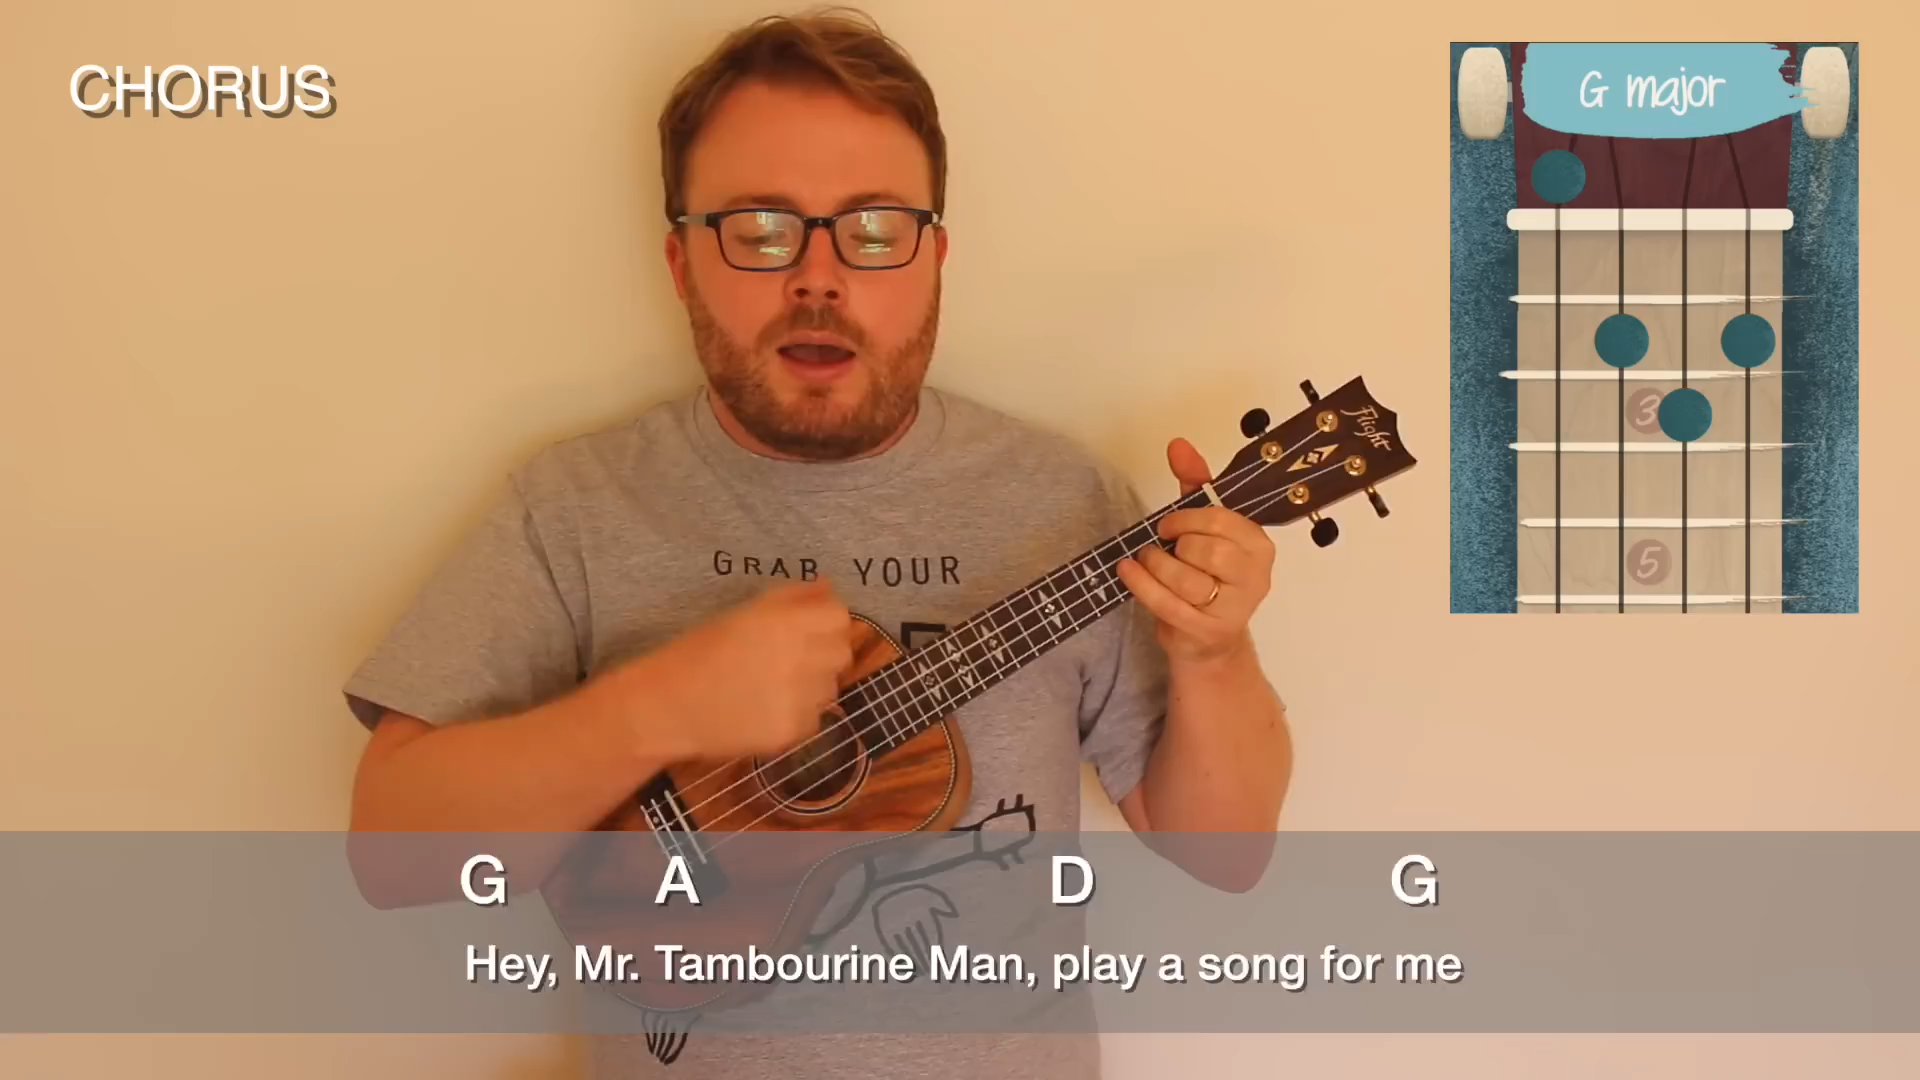 CHORUS
G major
Flight
3
GRAB YOUR
5
G A D G
Hey, Mr. Tambourine Man, play a song for me